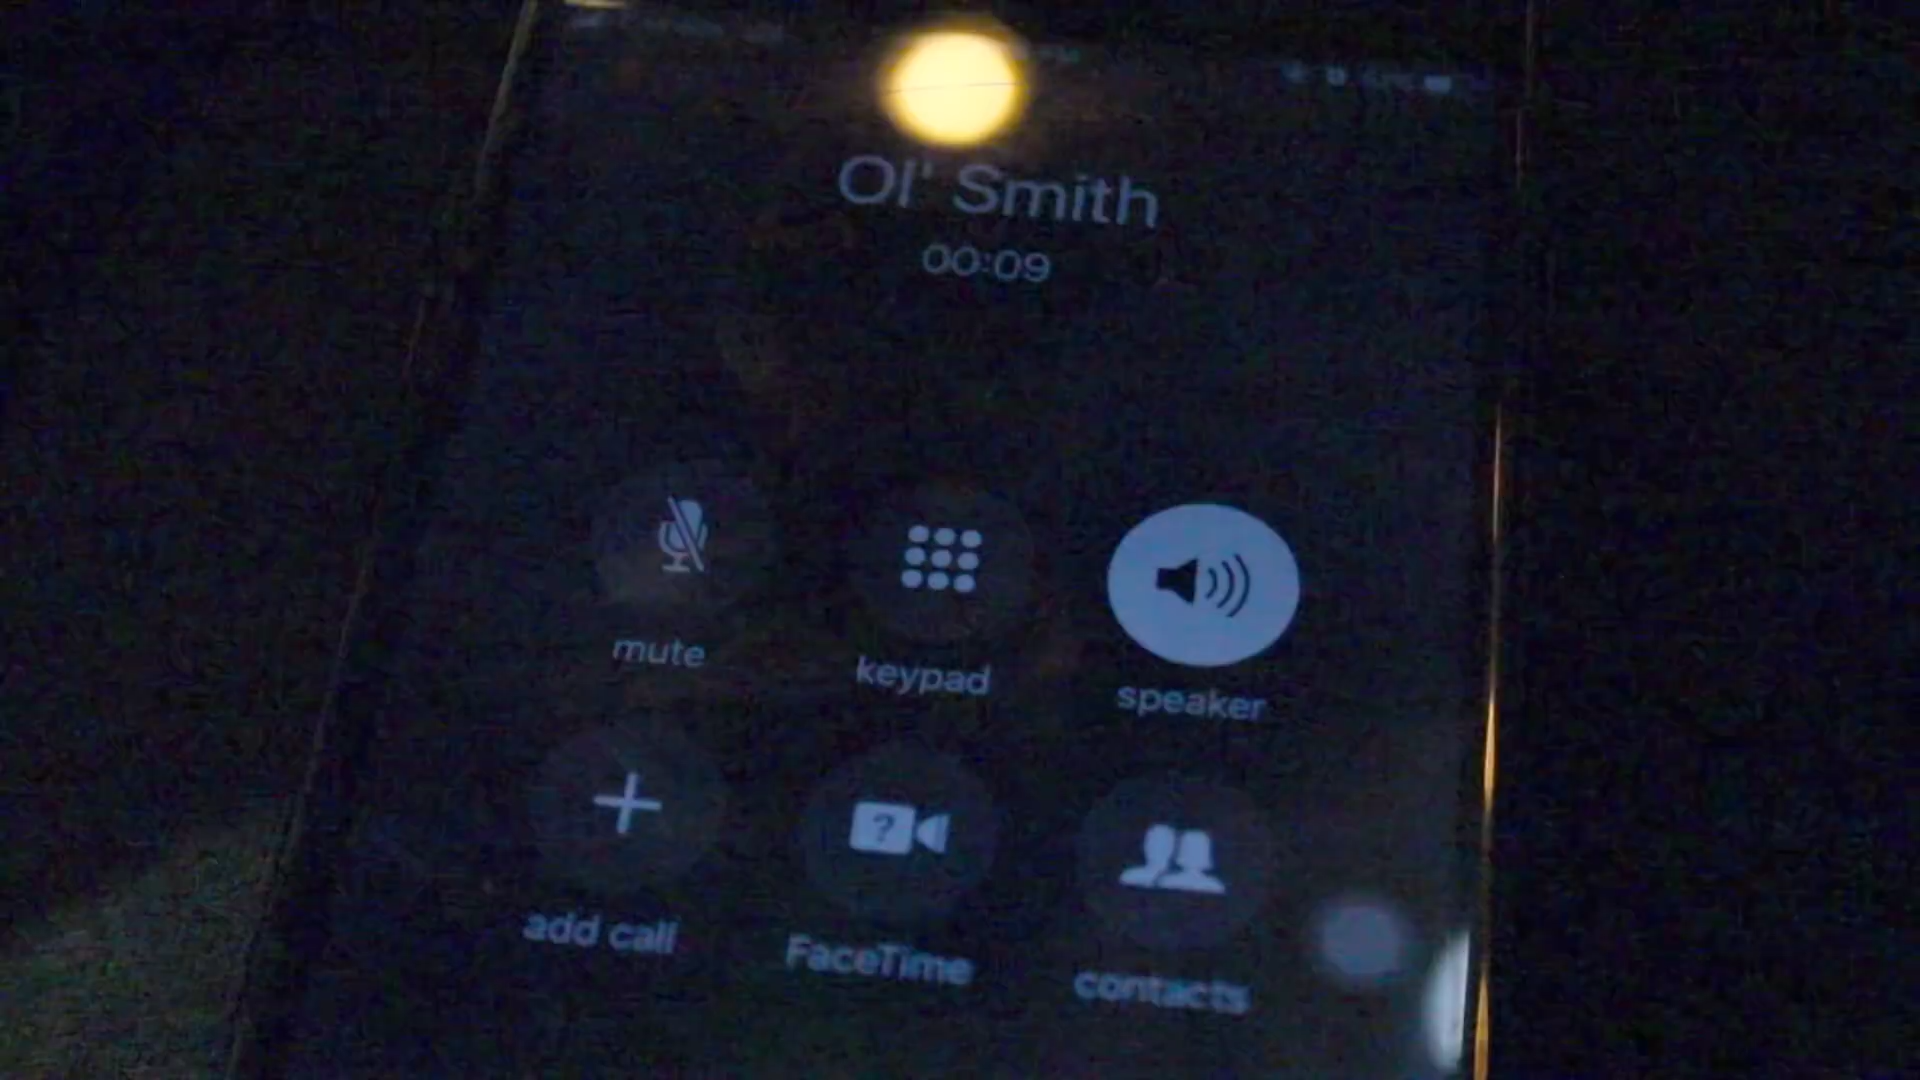 Ol' Smith
00:09
mute keypad speaker
add call FaceTime contacts